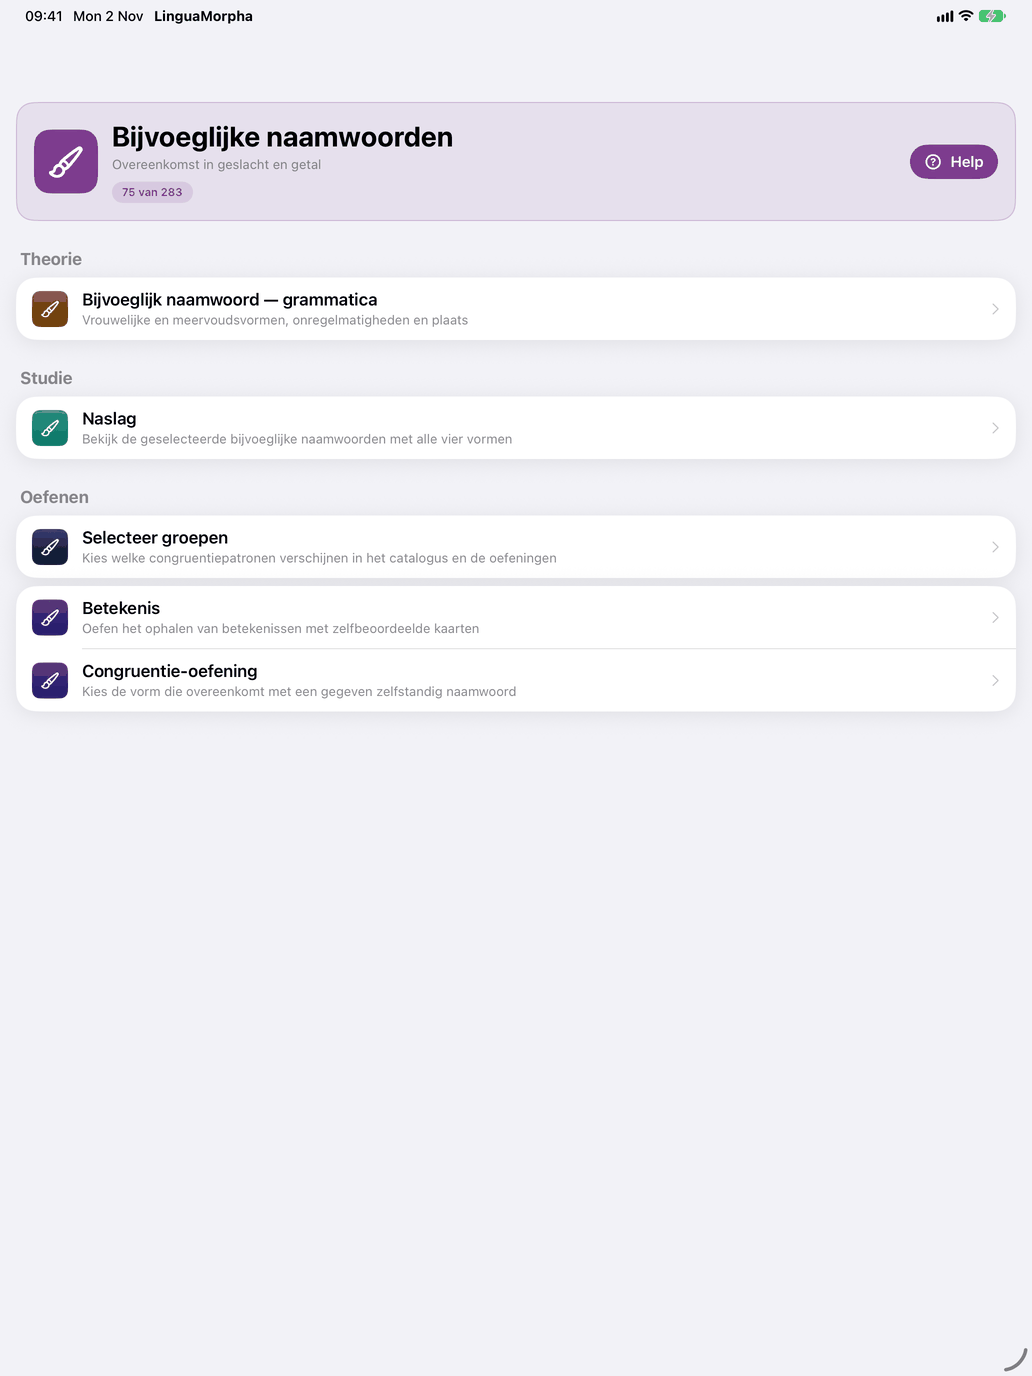 09:41 Mon 2 Nov LinguaMorpha
Bijvoeglijke naamwoorden
Overeenkomst in geslacht en getal
75 van 283
Help
Theorie
Bijvoeglijk naamwoord — grammatica
Vrouwelijke en meervoudsvormen, onregelmatigheden en plaats
Studie
Naslag
Bekijk de geselecteerde bijvoeglijke naamwoorden met alle vier vormen
Oefenen
Selecteer groepen
Kies welke congruentiepatronen verschijnen in het catalogus en de oefeningen
Betekenis
Oefen het ophalen van betekenissen met zelfbeoordeelde kaarten
Congruentie-oefening
Kies de vorm die overeenkomt met een gegeven zelfstandig naamwoord